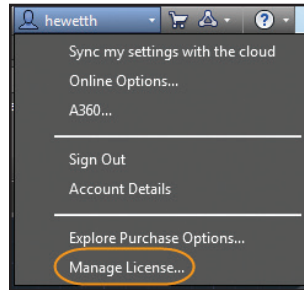 hewetth
Sync my settings with the cloud
Online Options...
A360...
Sign Out
Account Details
Explore Purchase Options...
Manage License...